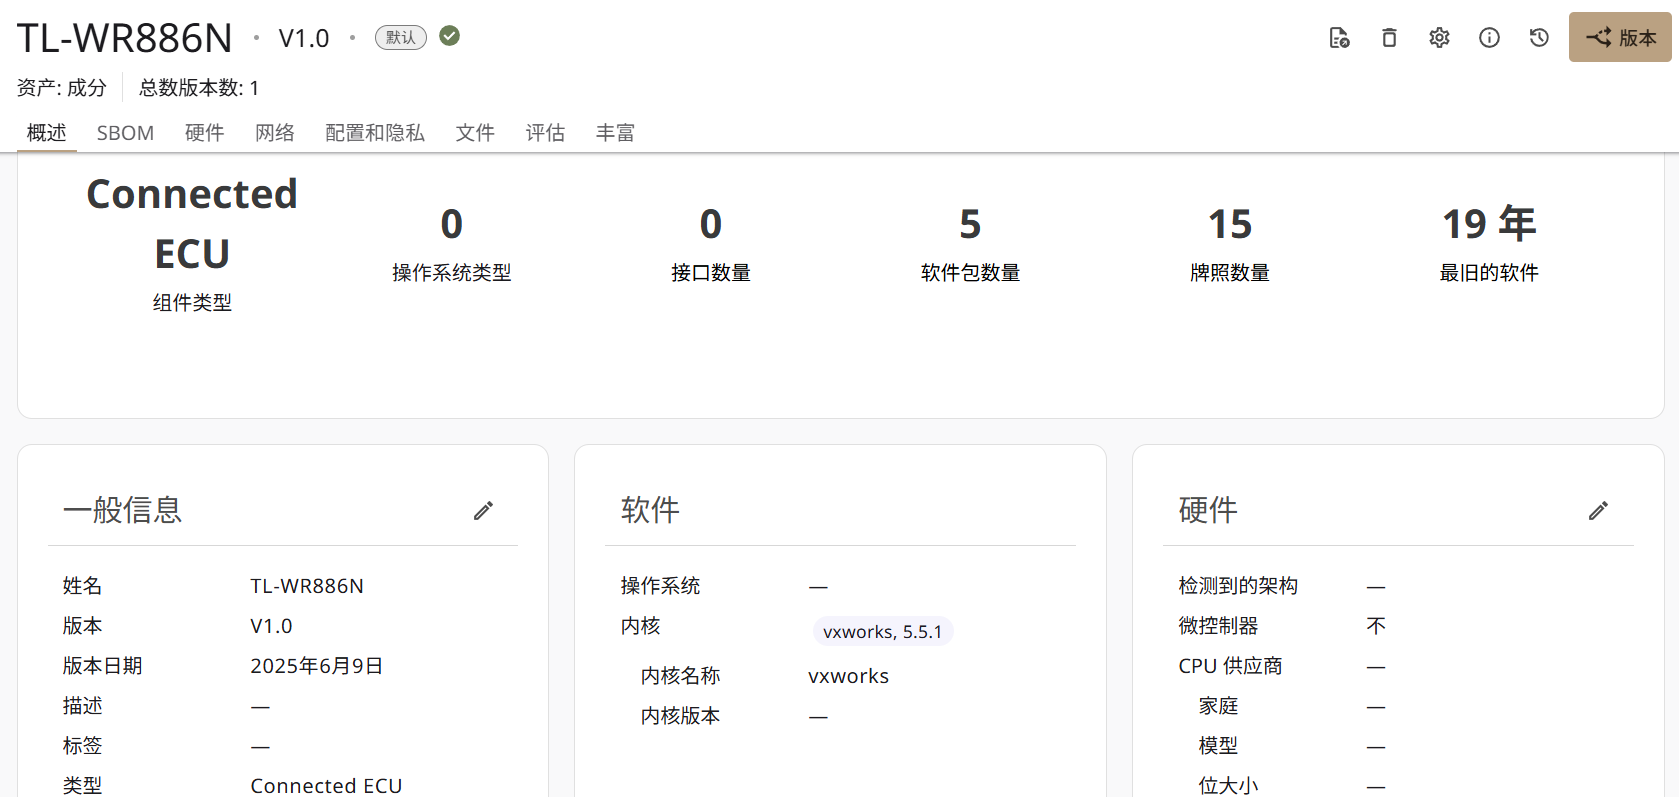 TL-WR886N • V1.0 • 默认
版本
资产: 成分 总数版本数: 1
概述 SBOM 硬件 网络 配置和隐私 文件 评估 丰富
Connected
ECU
组件类型
0
操作系统类型
0
接口数量
5
软件包数量
15
牌照数量
19 年
最旧的软件
一般信息
姓名 TL-WR886N
版本 V1.0
版本日期 2025年6月9日
描述 —
标签 —
类型 Connected ECU
软件
操作系统 —
内核 vxworks, 5.5.1
内核名称 vxworks
内核版本 —
硬件
检测到的架构 —
微控制器 不
CPU 供应商 —
家庭 —
模型 —
位大小 —